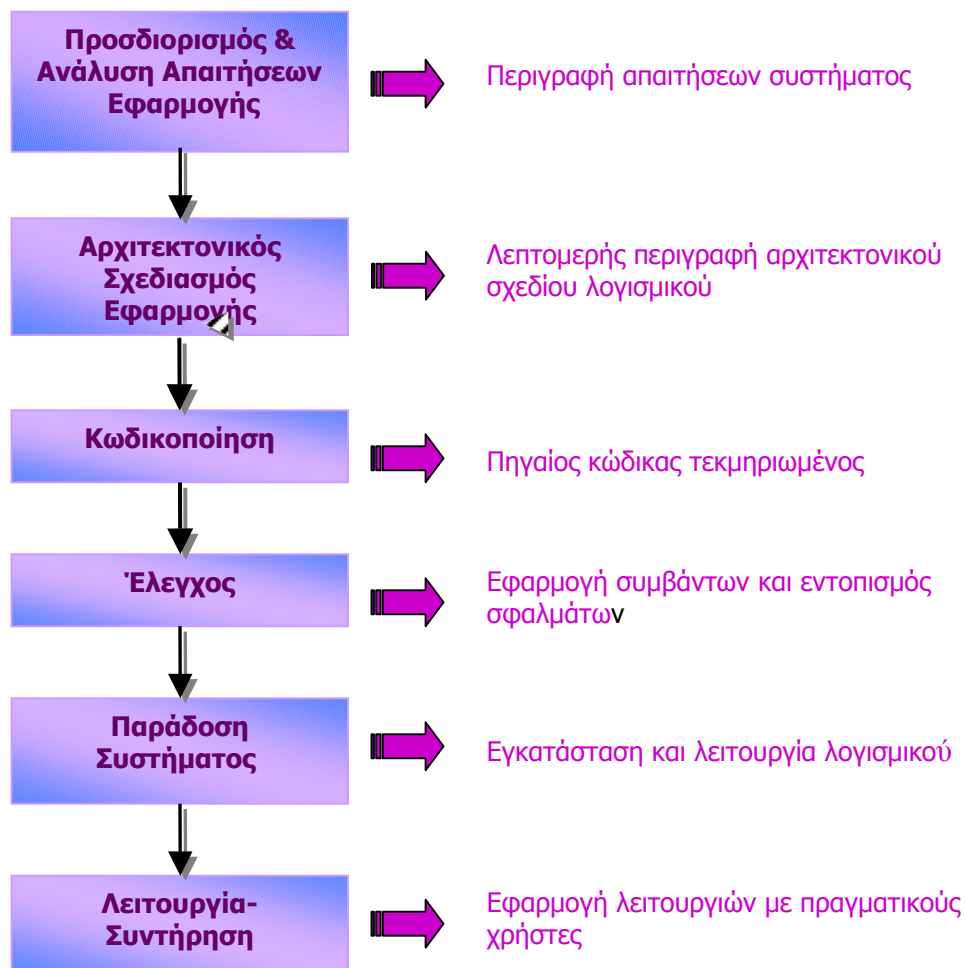 Προσδιορισμός &
Ανάλυση Απαιτήσεων
Εφαρμογής
Περιγραφή απαιτήσεων συστήματος
Αρχιτεκτονικός
Σχεδιασμός
Εφαρμογής
Λεπτομερής περιγραφή αρχιτεκτονικού
σχεδίου λογισμικού
Κωδικοποίηση
Πηγαίος κώδικας τεκμηριωμένος
Έλεγχος
Εφαρμογή συμβάντων και εντοπισμός
σφαλμάτων
Παράδοση
Συστήματος
Εγκατάσταση και λειτουργία λογισμικού
Λειτουργία-
Συντήρηση
Εφαρμογή λειτουργιών με πραγματικούς
χρήστες